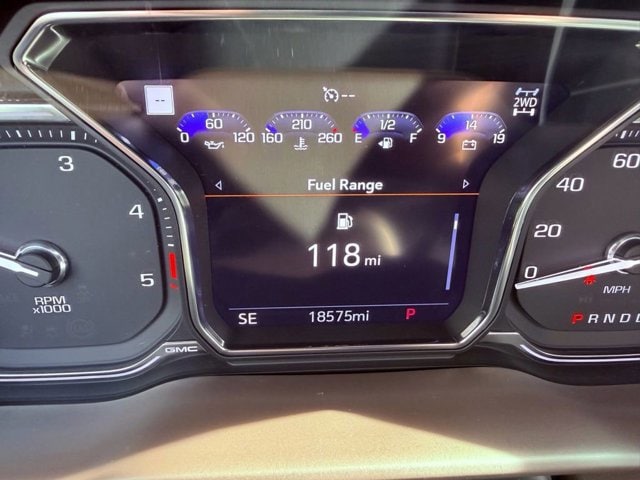 --
--
2WD
60
0 120
210
160 260
1/2
E F
14
9 19
Fuel Range
118 mi
SE 18575mi P
3
4
5
RPM
x1000
GMC
60
40
20
0
MPH
PRND